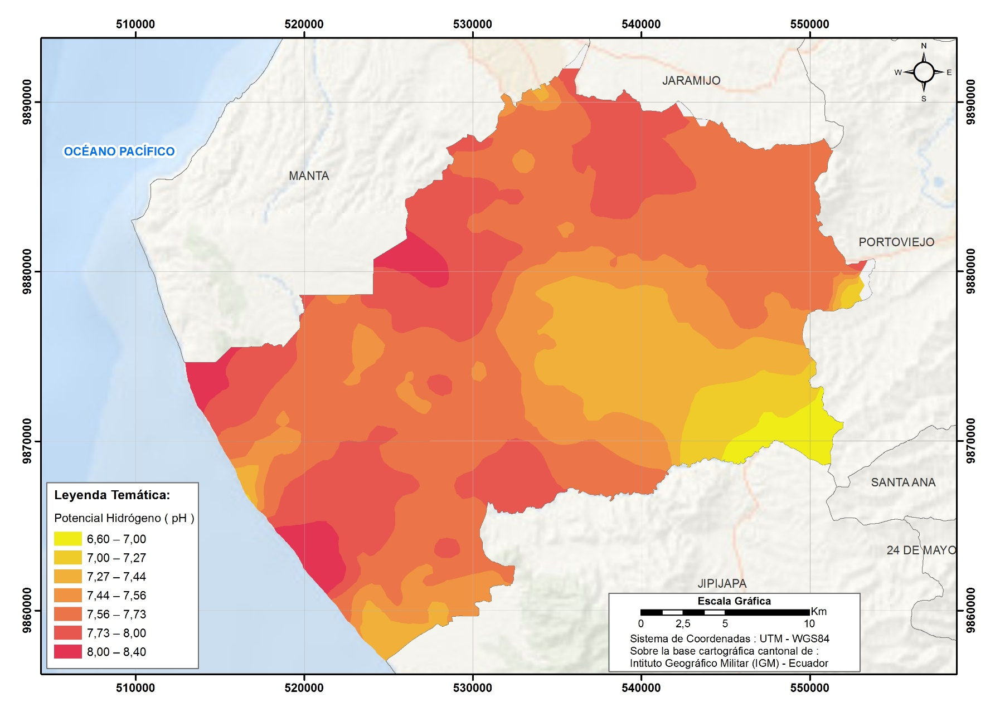 510000
520000
530000
540000
550000
N
W
E
S
JARAMIJO
9890000
9890000
OCÉANO PACÍFICO
MANTA
PORTOVIEJO
9880000
9880000
9870000
9870000
SANTA ANA
24 DE MAYO
JIPIJAPA
9860000
9860000
Leyenda Temática:
Potencial Hidrógeno ( pH )
6,60 – 7,00
7,00 – 7,27
7,27 – 7,44
7,44 – 7,56
7,56 – 7,73
7,73 – 8,00
8,00 – 8,40
Escala Gráfica
Km
0
2,5
5
10
Sistema de Coordenadas : UTM - WGS84
Sobre la base cartográfica cantonal de :
Intituto Geográfico Militar (IGM) - Ecuador
510000
520000
530000
540000
550000